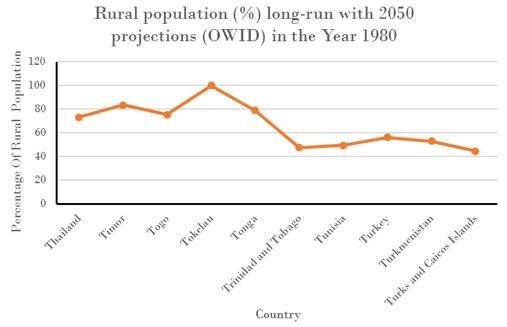 Rural population (%) long-run with 2050
projections (OWID) in the Year 1980
Percentage Of Rural Population
120
100
80
60
40
20
0
Thailand
Timor
Togo
Tokelau
Tonga
Trinidad and Tobago
Tunisia
Turkey
Turkmenistan
Turks and Caicos Islands
Country